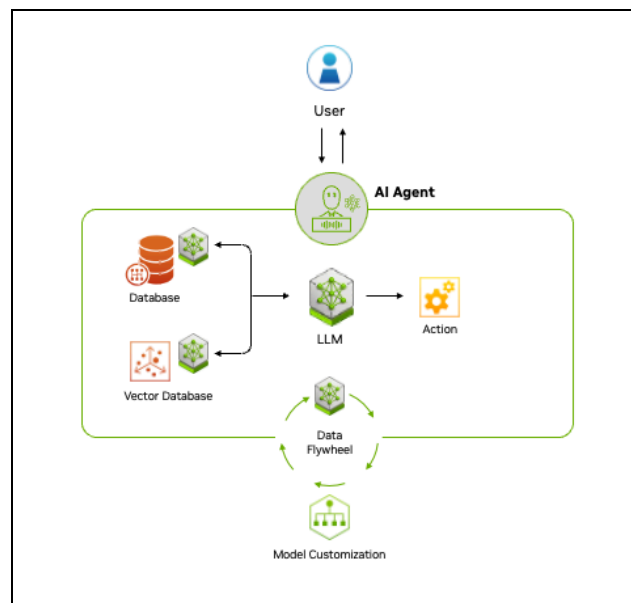 User
AI Agent
Database
LLM
Action
Vector Database
Data
Flywheel
Model Customization